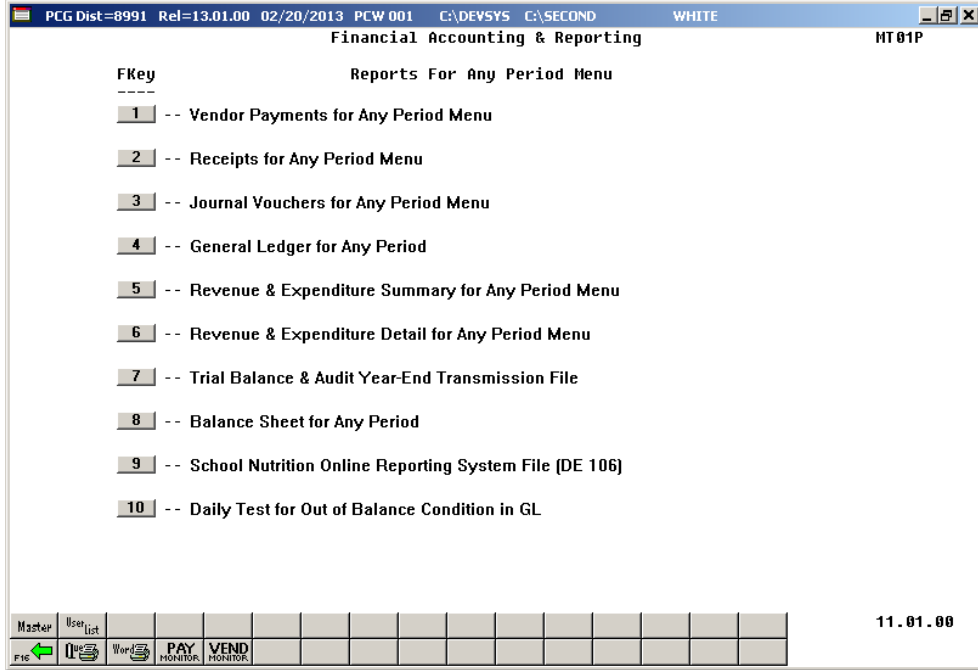 PCG Dist=8991 Rel=13.01.00 02/20/2013 PCW 001 C:\DEVSYS C:\SECOND WHITE
Financial Accounting & Reporting MT01P
FKey Reports For Any Period Menu
----
1 -- Vendor Payments for Any Period Menu
2 -- Receipts for Any Period Menu
3 -- Journal Vouchers for Any Period Menu
4 -- General Ledger for Any Period
5 -- Revenue & Expenditure Summary for Any Period Menu
6 -- Revenue & Expenditure Detail for Any Period Menu
7 -- Trial Balance & Audit Year-End Transmission File
8 -- Balance Sheet for Any Period
9 -- School Nutrition Online Reporting System File (DE 106)
10 -- Daily Test for Out of Balance Condition in GL
Master User List 11.01.00
F16 Que Word PAY MONITOR VEND MONITOR